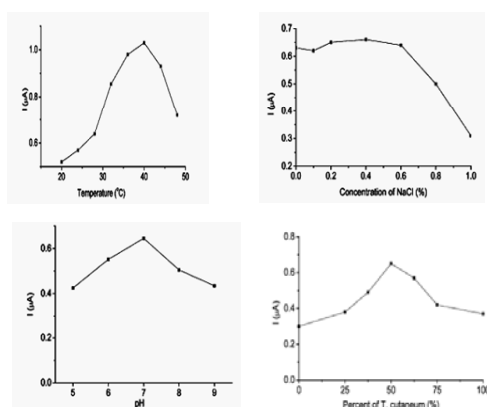 I (μA)
1.0
0.8
0.6
20 30 40 50
Temperature (°C)
I (μA)
0.7
0.6
0.5
0.4
0.3
0.2
0.0 0.2 0.4 0.6 0.8 1.0
Concentration of NaCl (%)
I (μA)
0.6
0.4
0.2
0.0
5 6 7 8 9
pH
I (μA)
0.8
0.6
0.4
0.2
0.0
0 25 50 75 100
Percent of T. cutaneum (%)